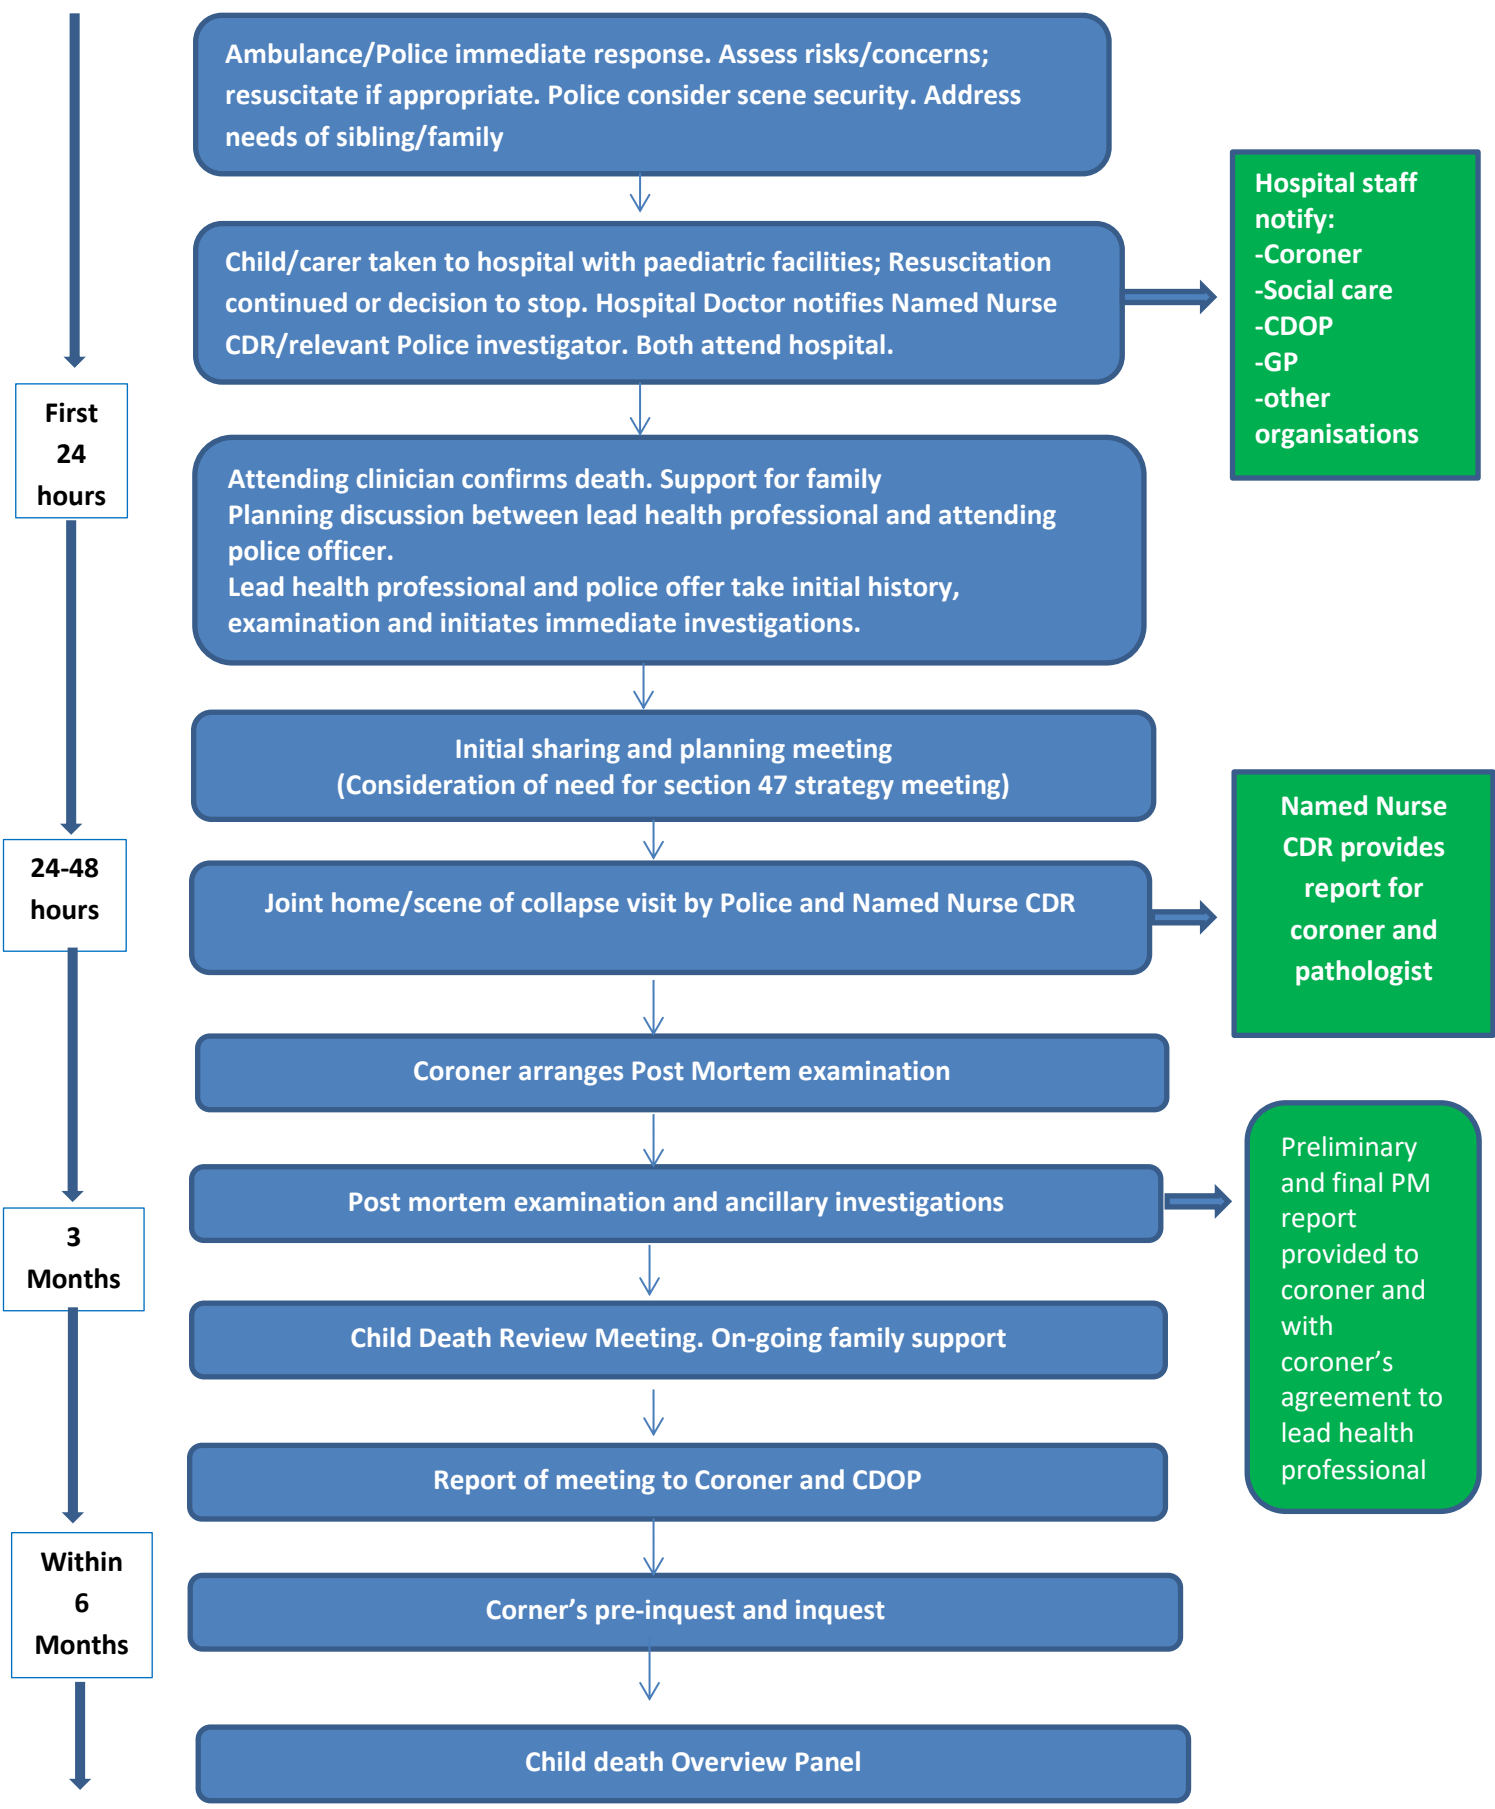 Ambulance/Police immediate response. Assess risks/concerns;
resuscitate if appropriate. Police consider scene security. Address
needs of sibling/family
Child/carer taken to hospital with paediatric facilities; Resuscitation
continued or decision to stop. Hospital Doctor notifies Named Nurse
CDR/relevant Police investigator. Both attend hospital.
Hospital staff
notify:
-Coroner
-Social care
-CDOP
-GP
-other
organisations
First
24
hours
Attending clinician confirms death. Support for family
Planning discussion between lead health professional and attending
police officer.
Lead health professional and police offer take initial history,
examination and initiates immediate investigations.
Initial sharing and planning meeting
(Consideration of need for section 47 strategy meeting)
24-48
hours
Joint home/scene of collapse visit by Police and Named Nurse CDR
Named Nurse
CDR provides
report for
coroner and
pathologist
Coroner arranges Post Mortem examination
Post mortem examination and ancillary investigations
Preliminary
and final PM
report
provided to
coroner and
with
coroner’s
agreement to
lead health
professional
3
Months
Child Death Review Meeting. On-going family support
Report of meeting to Coroner and CDOP
Within
6
Months
Corner’s pre-inquest and inquest
Child death Overview Panel